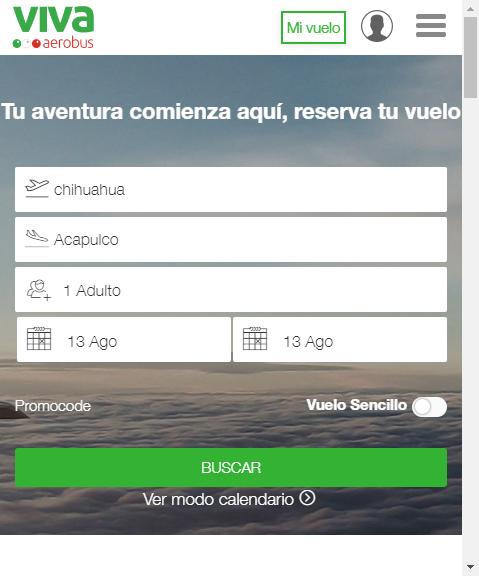 VIVA
aerobus
Mi vuelo
Tu aventura comienza aquí, reserva tu vuelo
chihuahua
Acapulco
1 Adulto
13 Ago
13 Ago
Promocode
Vuelo Sencillo
BUSCAR
Ver modo calendario